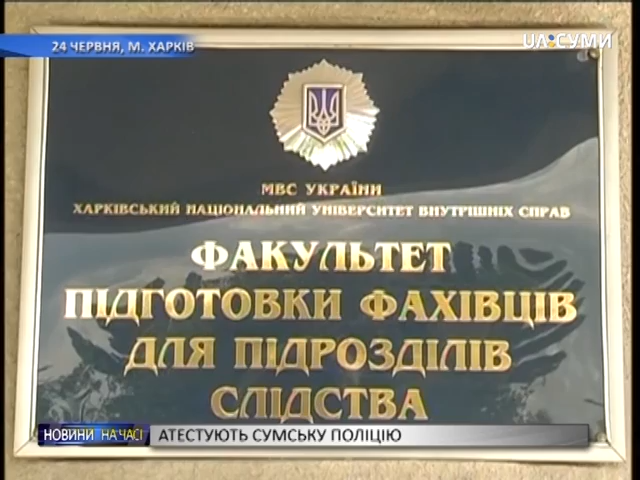 24 ЧЕРВНЯ, М. ХАРКІВ
UA:СУМИ
МВС УКРАЇНИ
ХАРКІВСЬКИЙ НАЦІОНАЛЬНИЙ УНІВЕРСИТЕТ ВНУТРІШНІХ СПРАВ
ФАКУЛЬТЕТ
ПІДГОТОВКИ ФАХІВЦІВ
ДЛЯ ПІДРОЗДІЛІВ
СЛІДСТВА
НОВИНИ НА ЧАСІ
АТЕСТУЮТЬ СУМСЬКУ ПОЛІЦІЮ